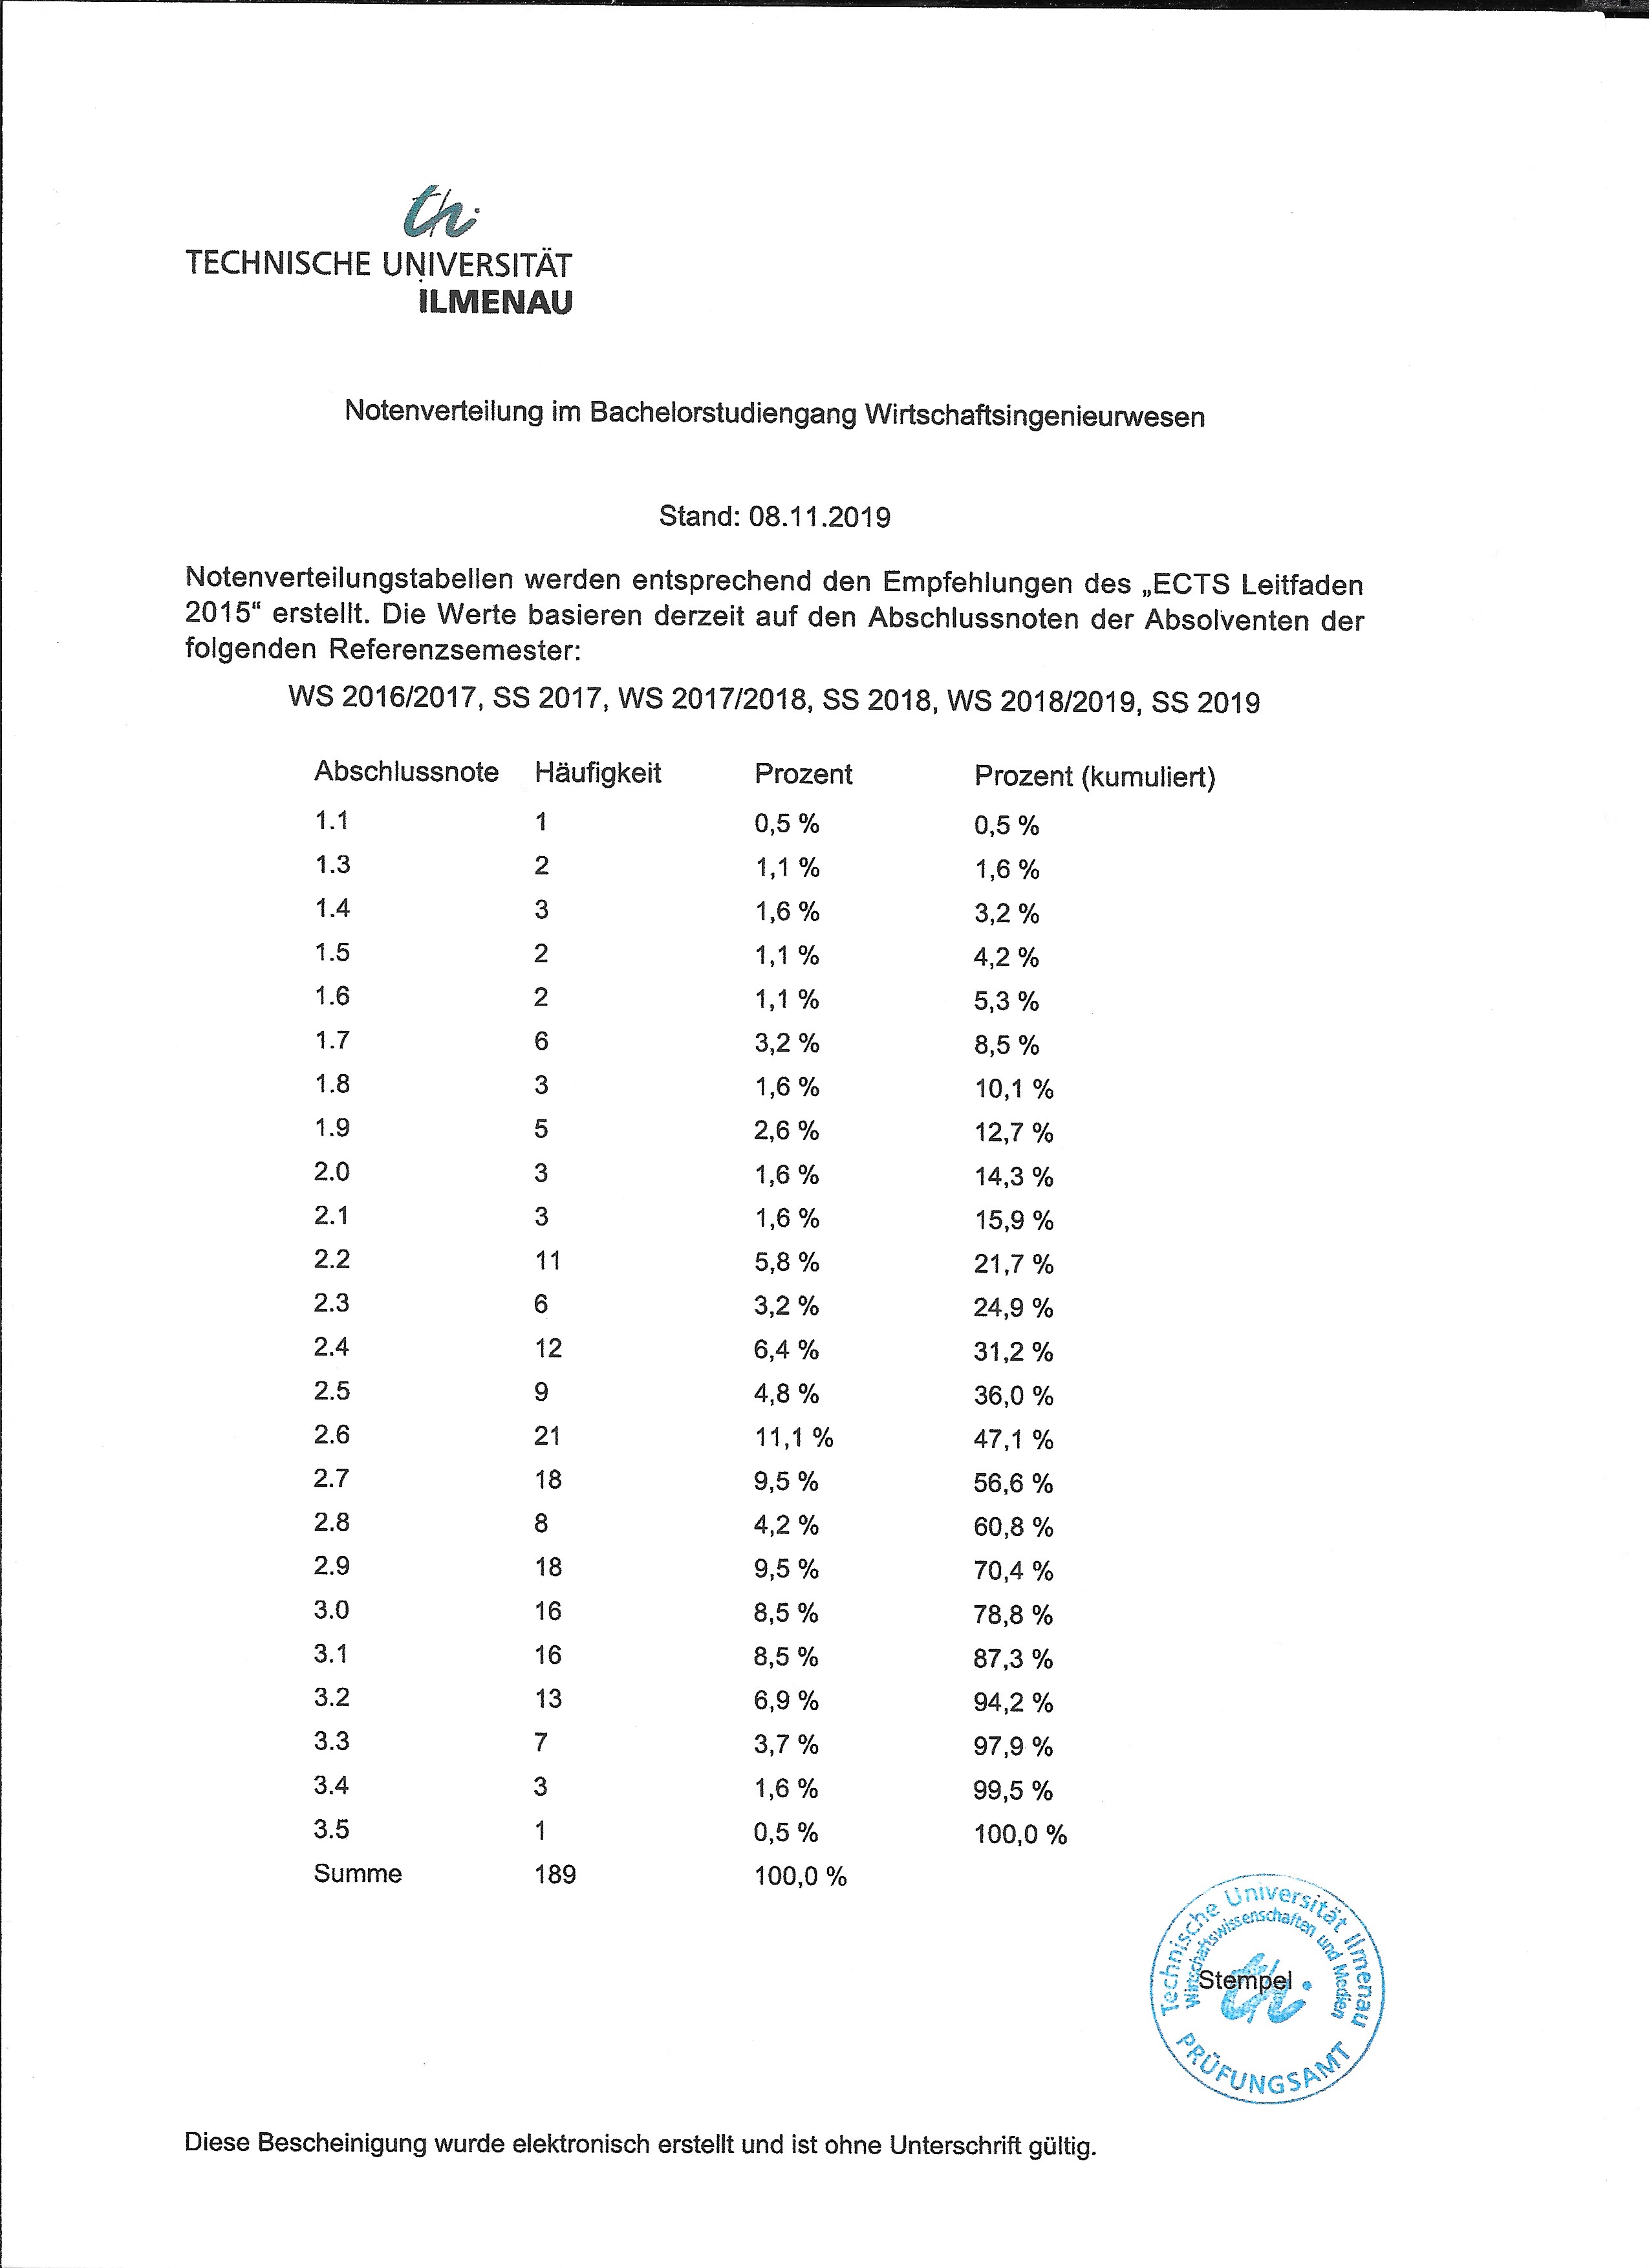 thi
TECHNISCHE UNIVERSITÄT
ILMENAU
Notenverteilung im Bachelorstudiengang Wirtschaftsingenieurwesen
Stand: 08.11.2019
Notenverteilungstabellen werden entsprechend den Empfehlungen des „ECTS Leitfaden
2015“ erstellt. Die Werte basieren derzeit auf den Abschlussnoten der Absolventen der
folgenden Referenzsemester:
WS 2016/2017, SS 2017, WS 2017/2018, SS 2018, WS 2018/2019, SS 2019
Abschlussnote Häufigkeit Prozent Prozent (kumuliert)
1.1 1 0,5 % 0,5 %
1.3 2 1,1 % 1,6 %
1.4 3 1,6 % 3,2 %
1.5 2 1,1 % 4,2 %
1.6 2 1,1 % 5,3 %
1.7 6 3,2 % 8,5 %
1.8 3 1,6 % 10,1 %
1.9 5 2,6 % 12,7 %
2.0 3 1,6 % 14,3 %
2.1 3 1,6 % 15,9 %
2.2 11 5,8 % 21,7 %
2.3 6 3,2 % 24,9 %
2.4 12 6,4 % 31,2 %
2.5 9 4,8 % 36,0 %
2.6 21 11,1 % 47,1 %
2.7 18 9,5 % 56,6 %
2.8 8 4,2 % 60,8 %
2.9 18 9,5 % 70,4 %
3.0 16 8,5 % 78,8 %
3.1 16 8,5 % 87,3 %
3.2 13 6,9 % 94,2 %
3.3 7 3,7 % 97,9 %
3.4 3 1,6 % 99,5 %
3.5 1 0,5 % 100,0 %
Summe 189 100,0 %
Technische Universität Ilmenau
Wirtschaftswissenschaften und Medien
Stempel
thi
PRÜFUNGSAMT
Diese Bescheinigung wurde elektronisch erstellt und ist ohne Unterschrift gültig.